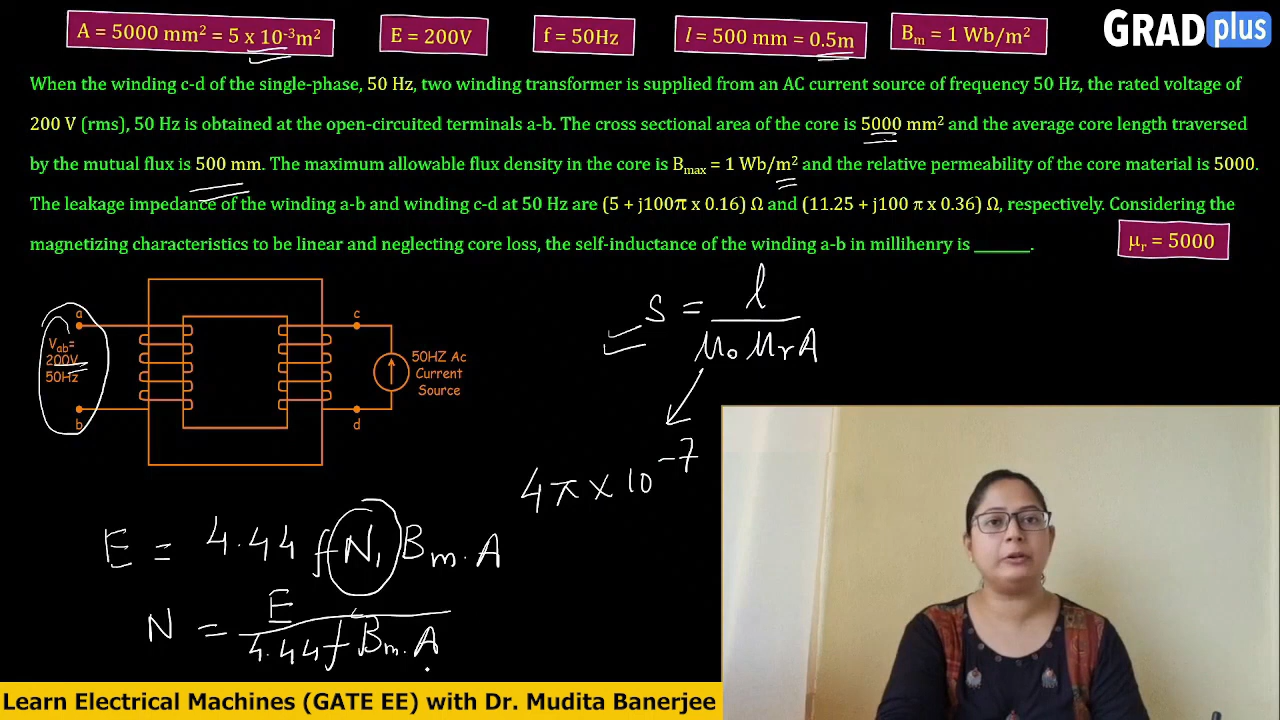 A = 5000 mm² = 5 x 10⁻³m²
E = 200V
f = 50Hz
l = 500 mm = 0.5m
Bₘ = 1 Wb/m²
GRAD plus
When the winding c-d of the single-phase, 50 Hz, two winding transformer is supplied from an AC current source of frequency 50 Hz, the rated voltage of
200 V (rms), 50 Hz is obtained at the open-circuited terminals a-b. The cross sectional area of the core is 5000 mm² and the average core length traversed
by the mutual flux is 500 mm. The maximum allowable flux density in the core is Bₘₐₓ = 1 Wb/m² and the relative permeability of the core material is 5000.
The leakage impedance of the winding a-b and winding c-d at 50 Hz are (5 + j100π x 0.16) Ω and (11.25 + j100 π x 0.36) Ω, respectively. Considering the
magnetizing characteristics to be linear and neglecting core loss, the self-inductance of the winding a-b in millihenry is _______.
μᵣ = 5000
a
Vab=
200V
50Hz
b
c
d
50HZ Ac
Current
Source
S = l / μ₀ μᵣ A
4π × 10⁻⁷
E = 4.44 f N₁ Bₘ. A
N = E / 4.44 f Bₘ. A
Learn Electrical Machines (GATE EE) with Dr. Mudita Banerjee